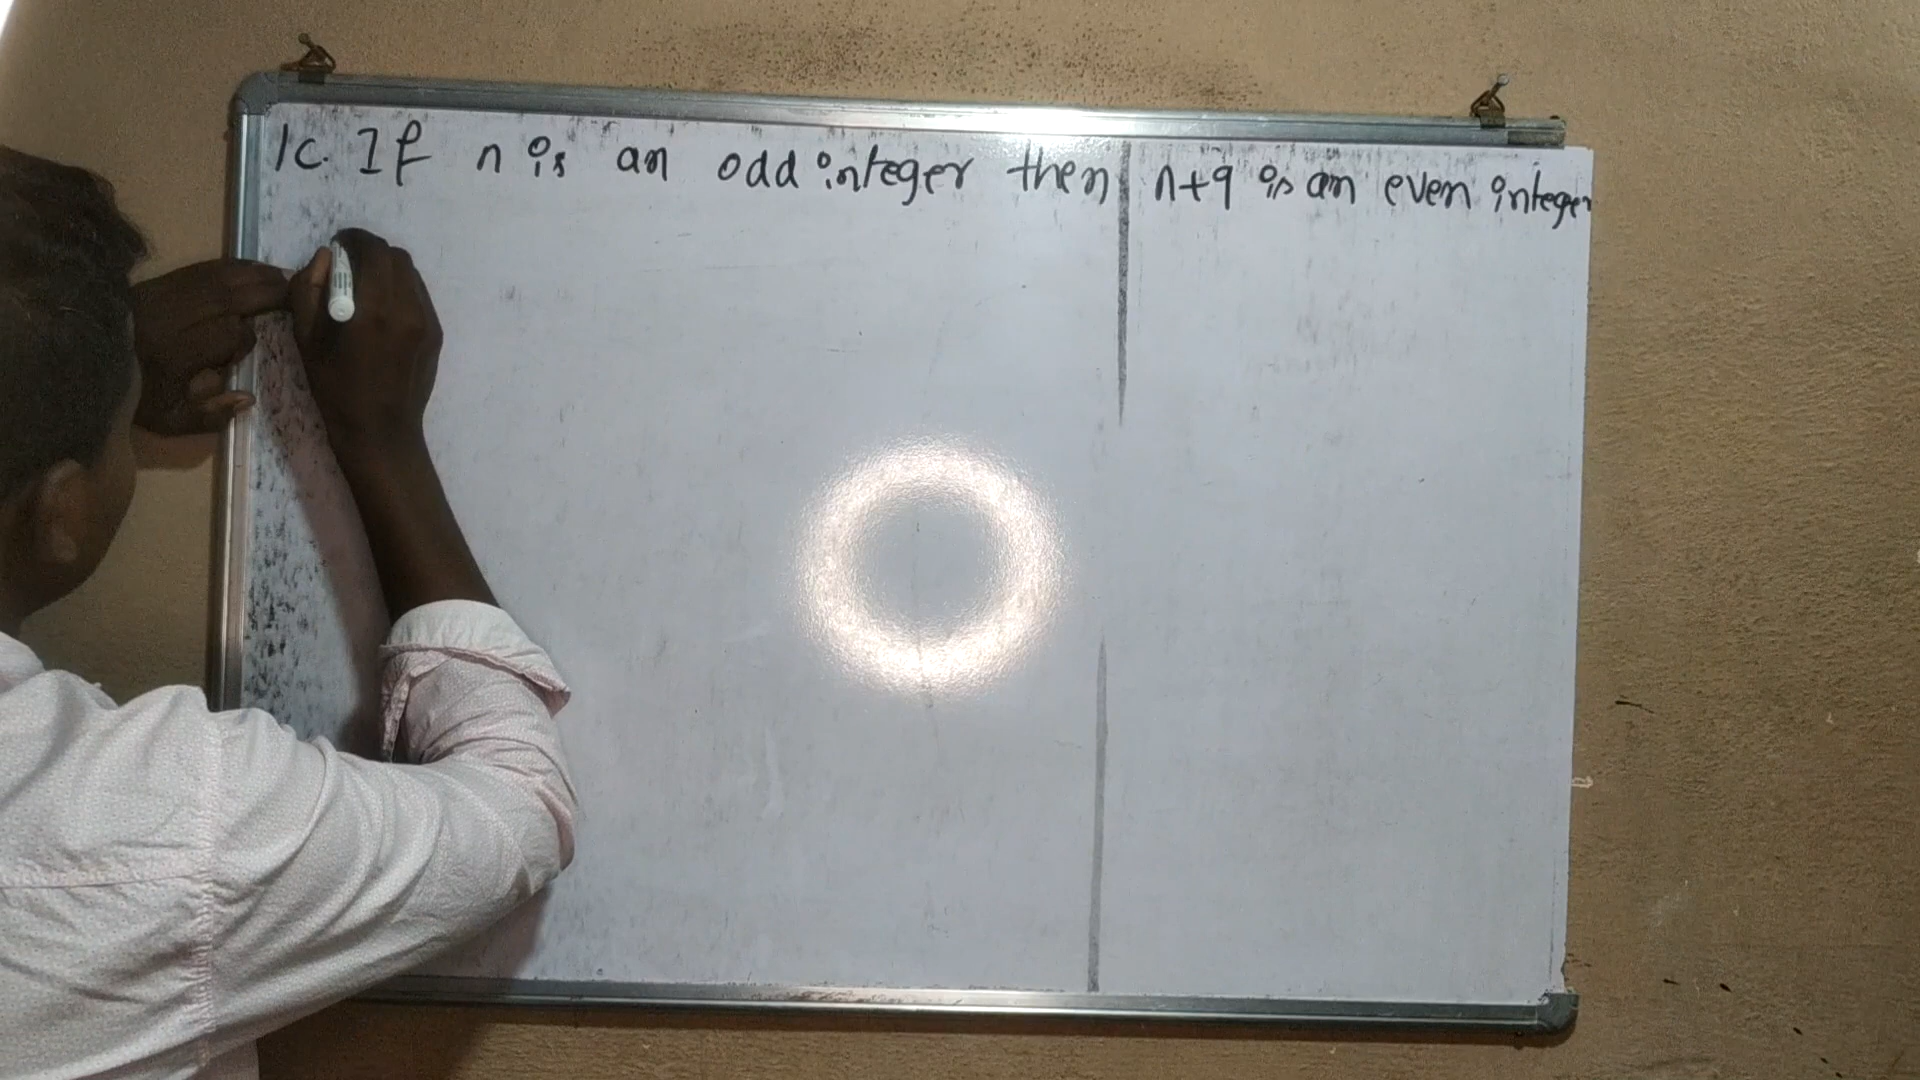 1c. If n is an odd integer then n+9 is an even integer